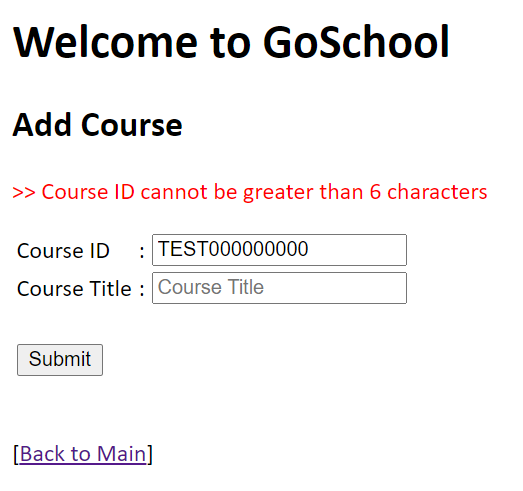 Welcome to GoSchool
Add Course
>> Course ID cannot be greater than 6 characters
Course ID : TEST000000000
Course Title : Course Title
Submit
[Back to Main]